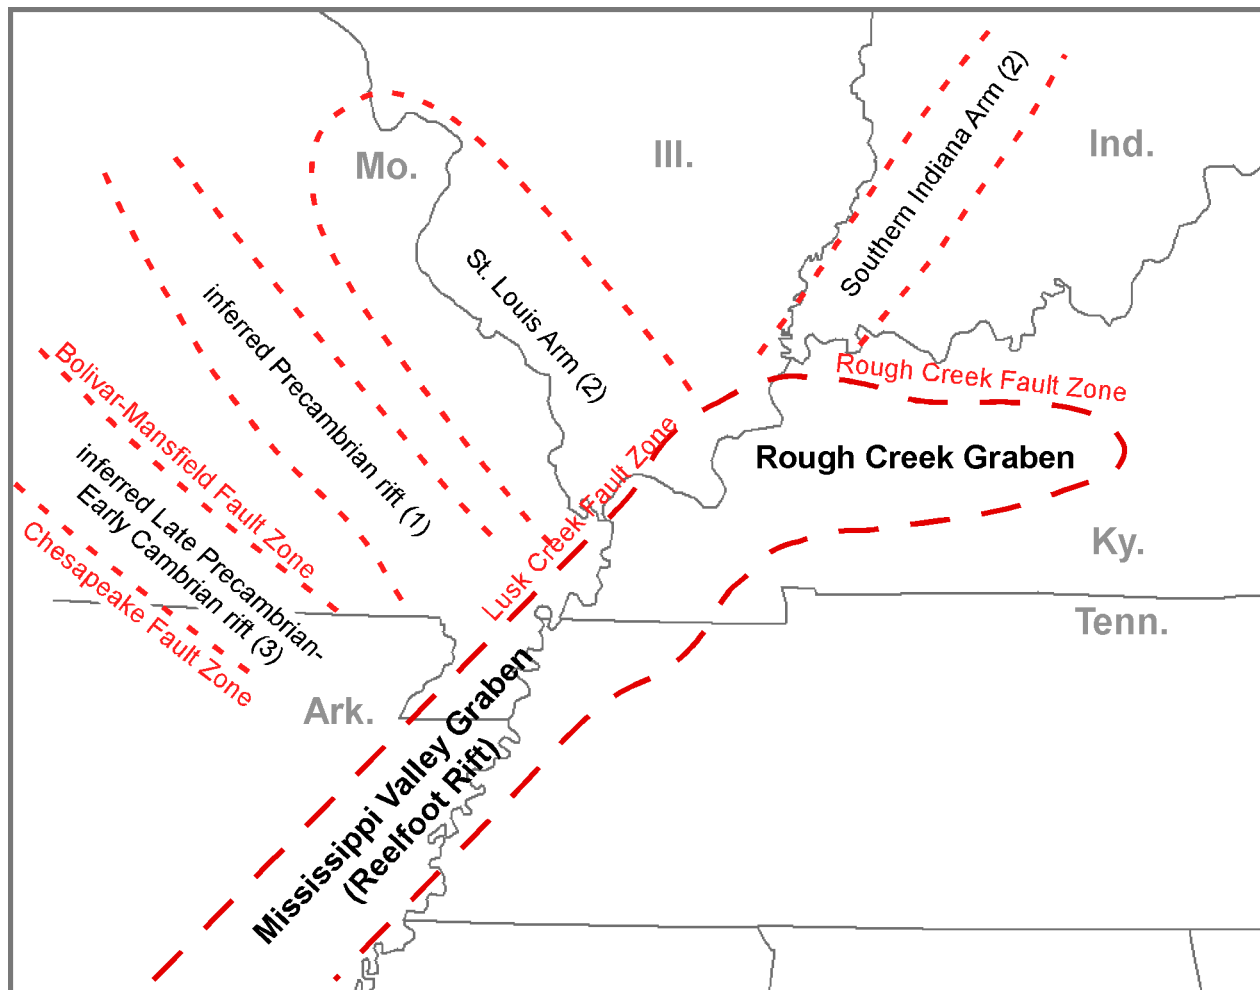 Mo.
Ill.
Ind.
Southern Indiana Arm (2)
St. Louis Arm (2)
inferred Precambrian rift (1)
Bolivar-Mansfield Fault Zone
inferred Late Precambrian-
Early Cambrian rift (3)
Chesapeake Fault Zone
Rough Creek Fault Zone
Rough Creek Graben
Lusk Creek Fault Zone
Ky.
Tenn.
Ark.
Mississippi Valley Graben
(Reelfoot Rift)